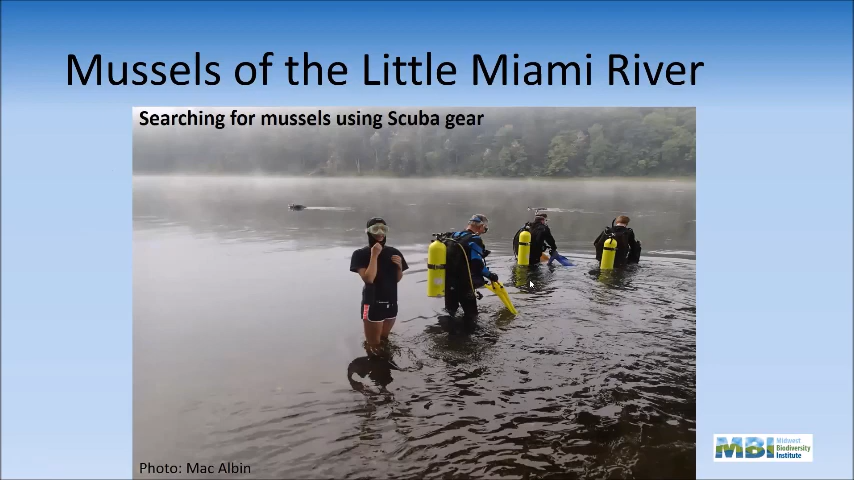 Mussels of the Little Miami River
Searching for mussels using Scuba gear
Photo: Mac Albin
MBI
Midwest
Biodiversity
Institute